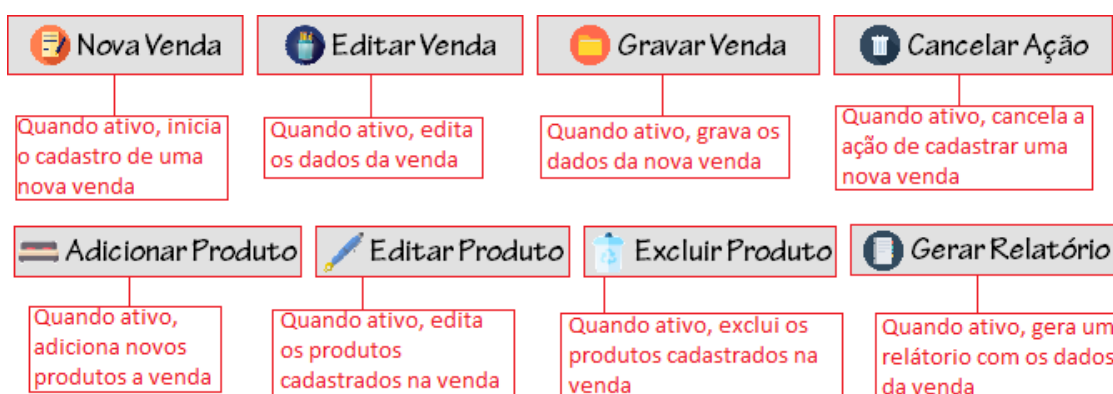 Nova Venda
Editar Venda
Gravar Venda
Cancelar Ação
Quando ativo, inicia
o cadastro de uma
nova venda
Quando ativo, edita
os dados da venda
Quando ativo, grava os
dados da nova venda
Quando ativo, cancela a
ação de cadastrar uma
nova venda
Adicionar Produto
Editar Produto
Excluir Produto
Gerar Relatório
Quando ativo,
adiciona novos
produtos a venda
Quando ativo, edita
os produtos
cadastrados na venda
Quando ativo, exclui os
produtos cadastrados na
venda
Quando ativo, gera um
relátorio com os dados
da venda